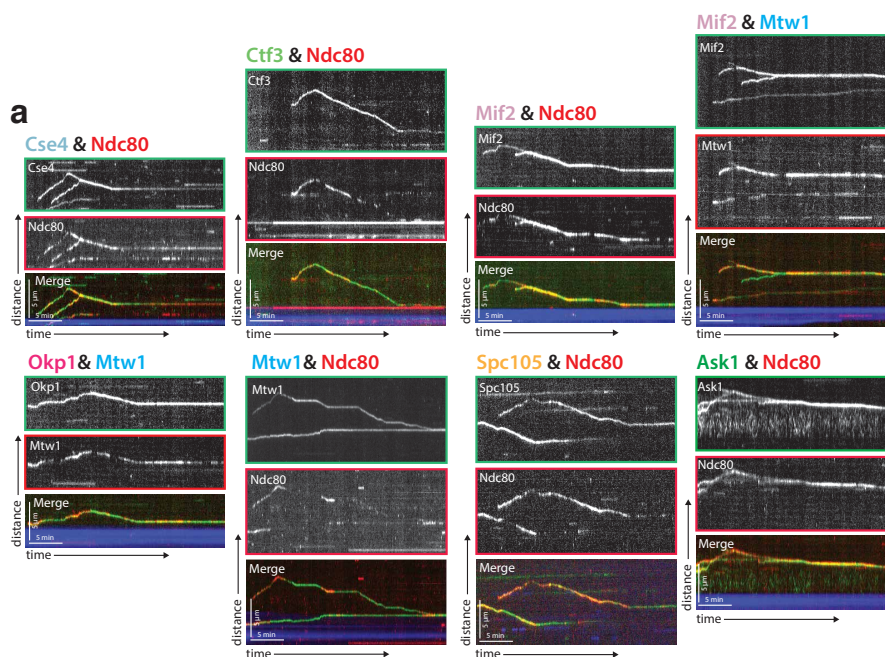 a
Cse4 & Ndc80
Cse4
Ndc80
Merge
5 µm
5 min
distance
time
Ctf3 & Ndc80
Ctf3
Ndc80
Merge
5 µm
5 min
distance
time
Mif2 & Ndc80
Mif2
Ndc80
Merge
5 µm
5 min
distance
time
Mif2 & Mtw1
Mif2
Mtw1
Merge
5 µm
5 min
distance
time
Okp1 & Mtw1
Okp1
Mtw1
Merge
5 µm
5 min
distance
time
Mtw1 & Ndc80
Mtw1
Ndc80
Merge
5 µm
5 min
distance
time
Spc105 & Ndc80
Spc105
Ndc80
Merge
5 µm
5 min
distance
time
Ask1 & Ndc80
Ask1
Ndc80
Merge
5 µm
5 min
distance
time